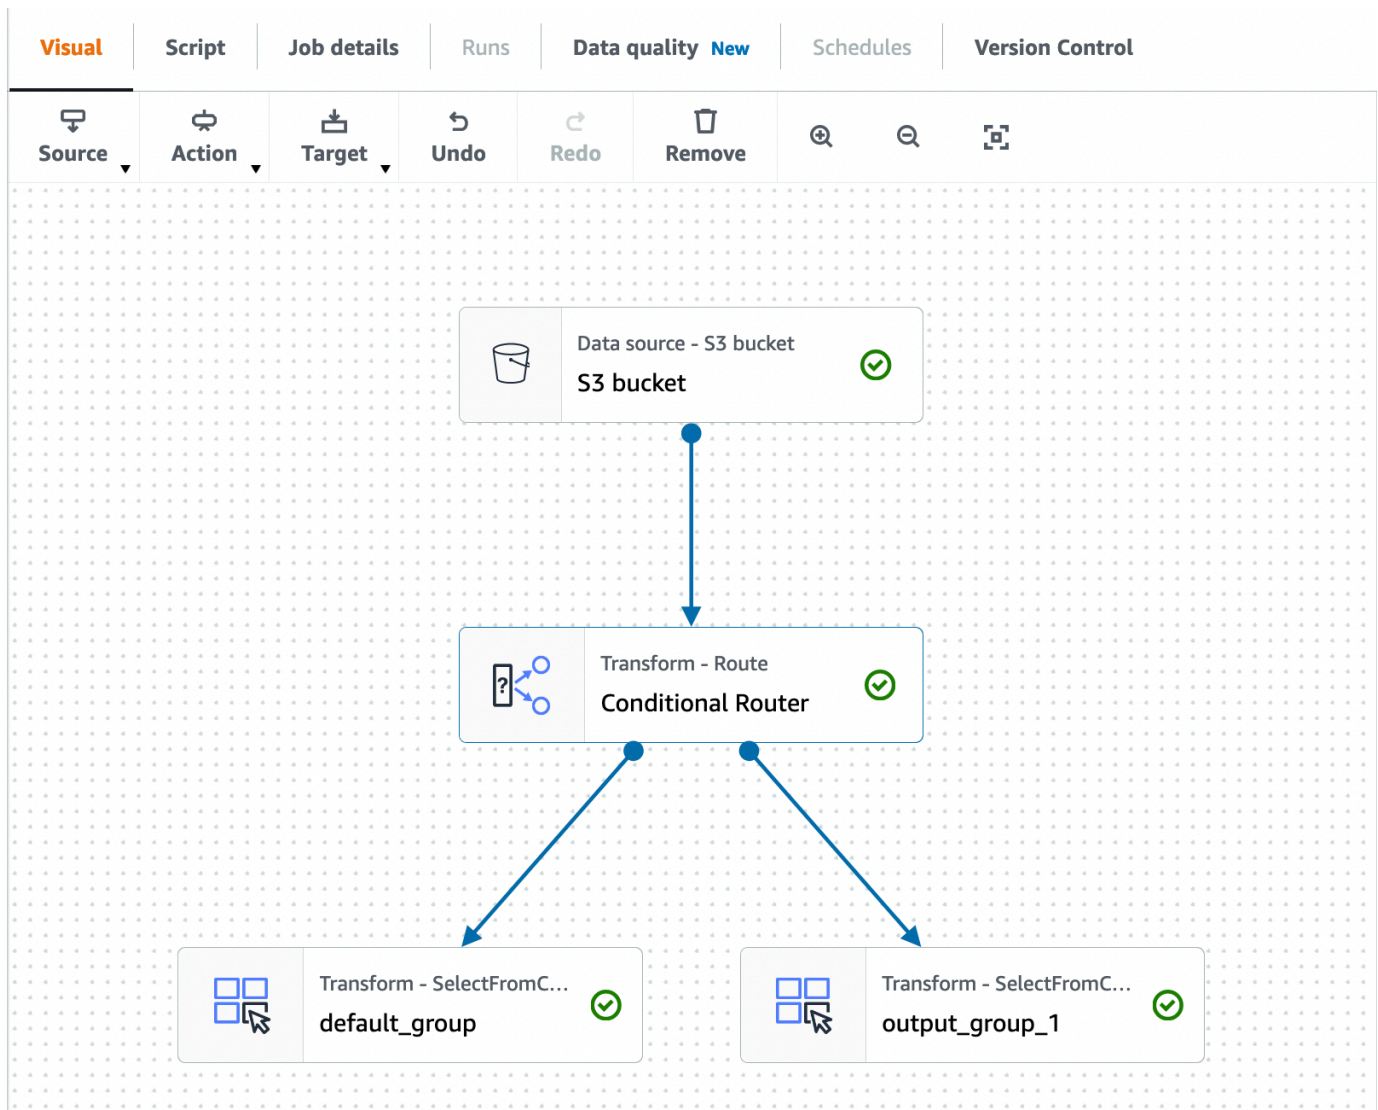 Visual
Script
Job details
Runs
Data quality New
Schedules
Version Control
Source
Action
Target
Undo
Redo
Remove
Data source - S3 bucket
S3 bucket
?
Transform - Route
Conditional Router
Transform - SelectFromC...
default_group
Transform - SelectFromC...
output_group_1